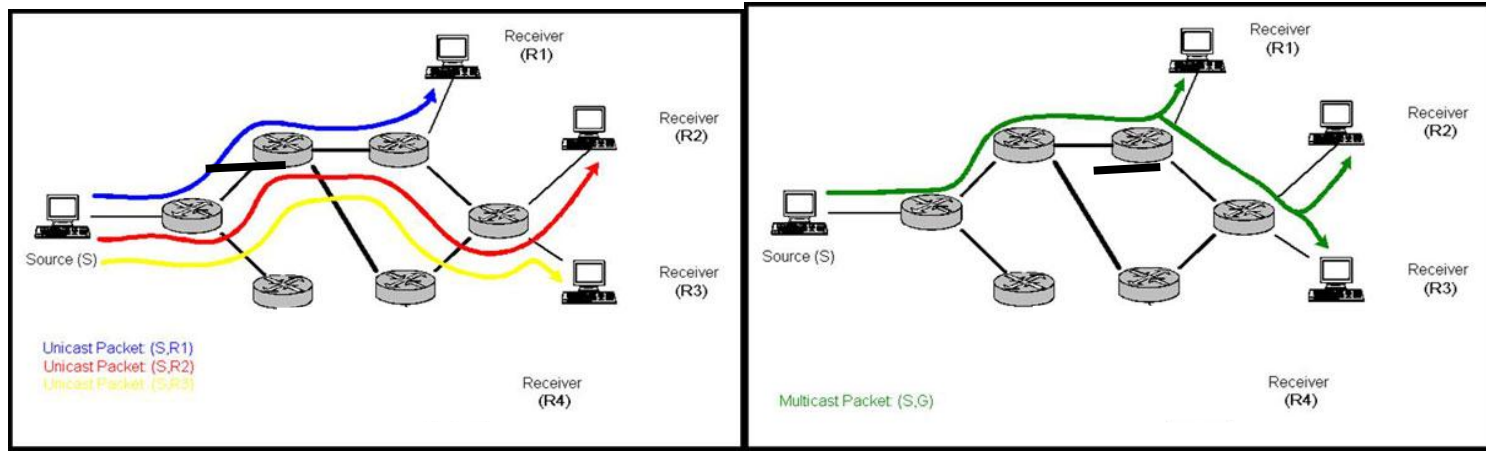 Receiver
(R1)
Receiver
(R2)
Source (S)
Receiver
(R3)
Unicast Packet: (S,R1)
Unicast Packet: (S,R2)
Unicast Packet: (S,R3)
Receiver
(R4)
Receiver
(R1)
Receiver
(R2)
Source (S)
Receiver
(R3)
Multicast Packet: (S,G)
Receiver
(R4)